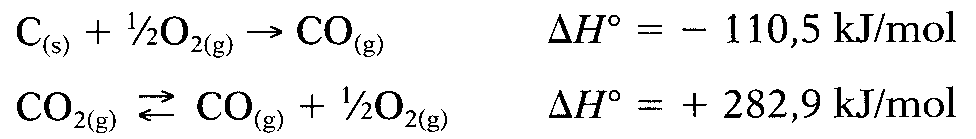 C(s) + ½O2(g) → CO(g) ΔH° = − 110,5 kJ/mol
CO2(g) ⇄ CO(g) + ½O2(g) ΔH° = + 282,9 kJ/mol